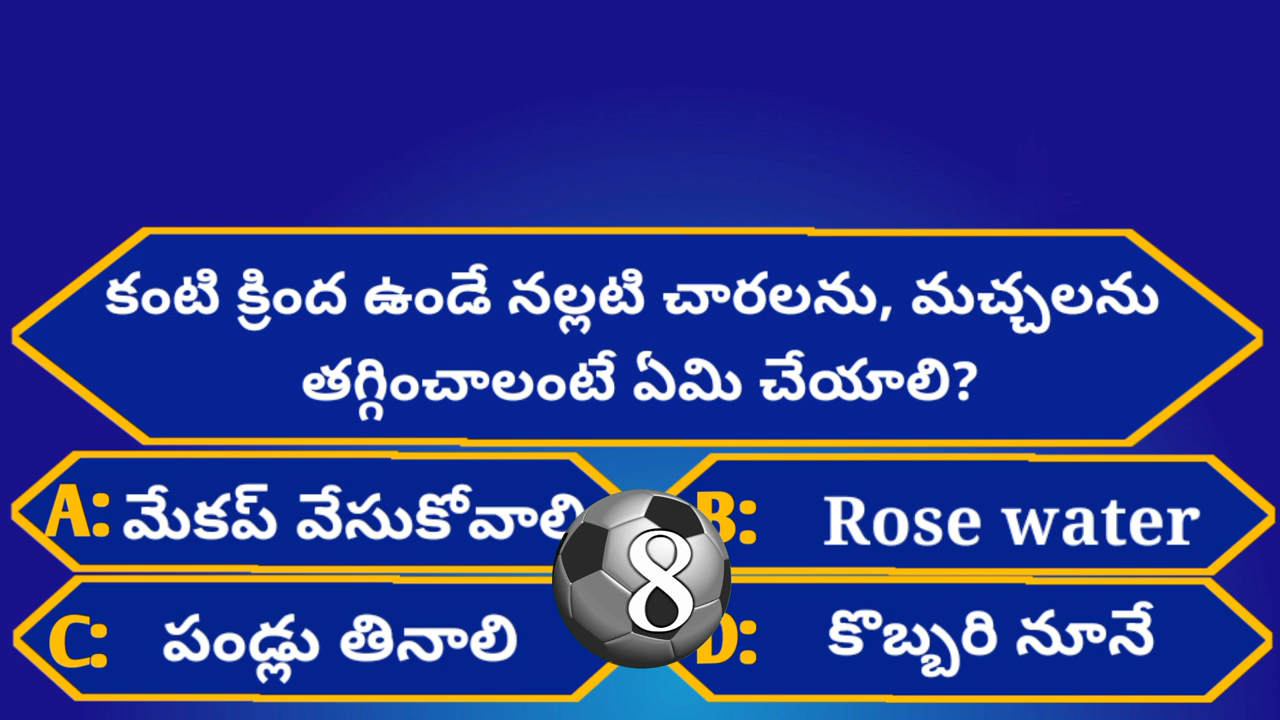 కంటి క్రింద ఉండే నల్లటి చారలను, మచ్చలను
తగ్గించాలంటే ఏమి చేయాలి?
A: మేకప్ వేసుకోవాలి
B: Rose water
8
C: పండ్లు తినాలి
D: కొబ్బరి నూనే